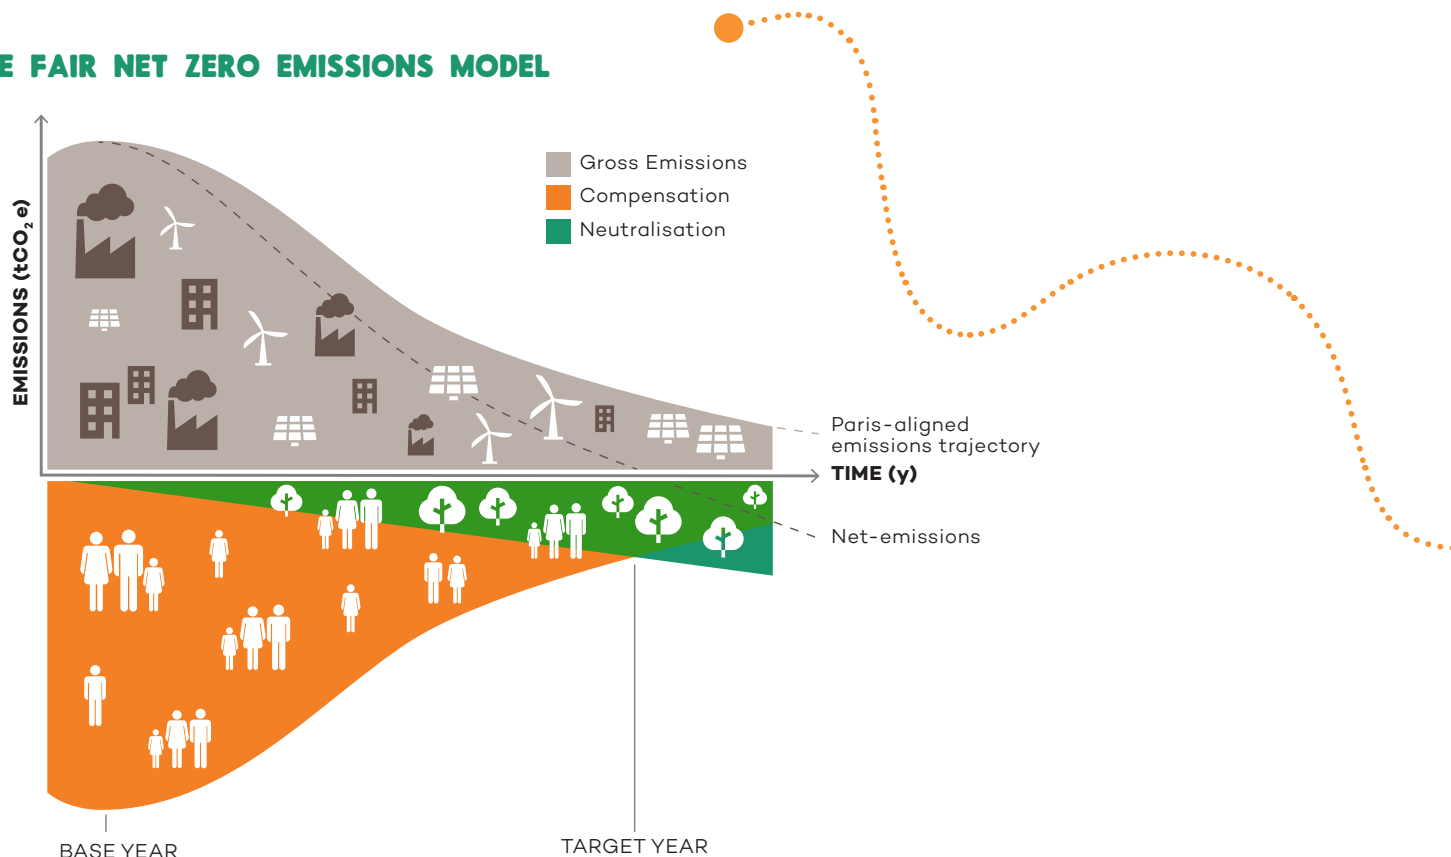 E FAIR NET ZERO EMISSIONS MODEL
Gross Emissions
Compensation
Neutralisation
EMISSIONS (tCO₂ e)
Paris-aligned
emissions trajectory
TIME (y)
Net-emissions
BASE YEAR
TARGET YEAR